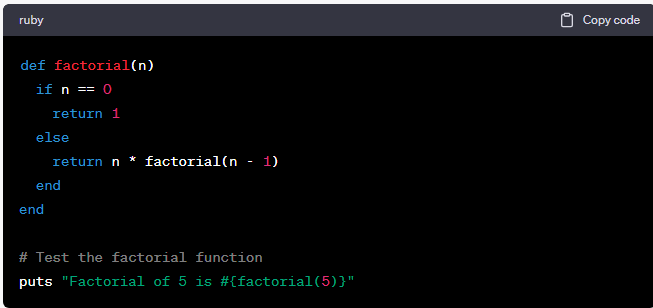 ruby Copy code
def factorial(n)
  if n == 0
    return 1
  else
    return n * factorial(n - 1)
  end
end

# Test the factorial function
puts "Factorial of 5 is #{factorial(5)}"